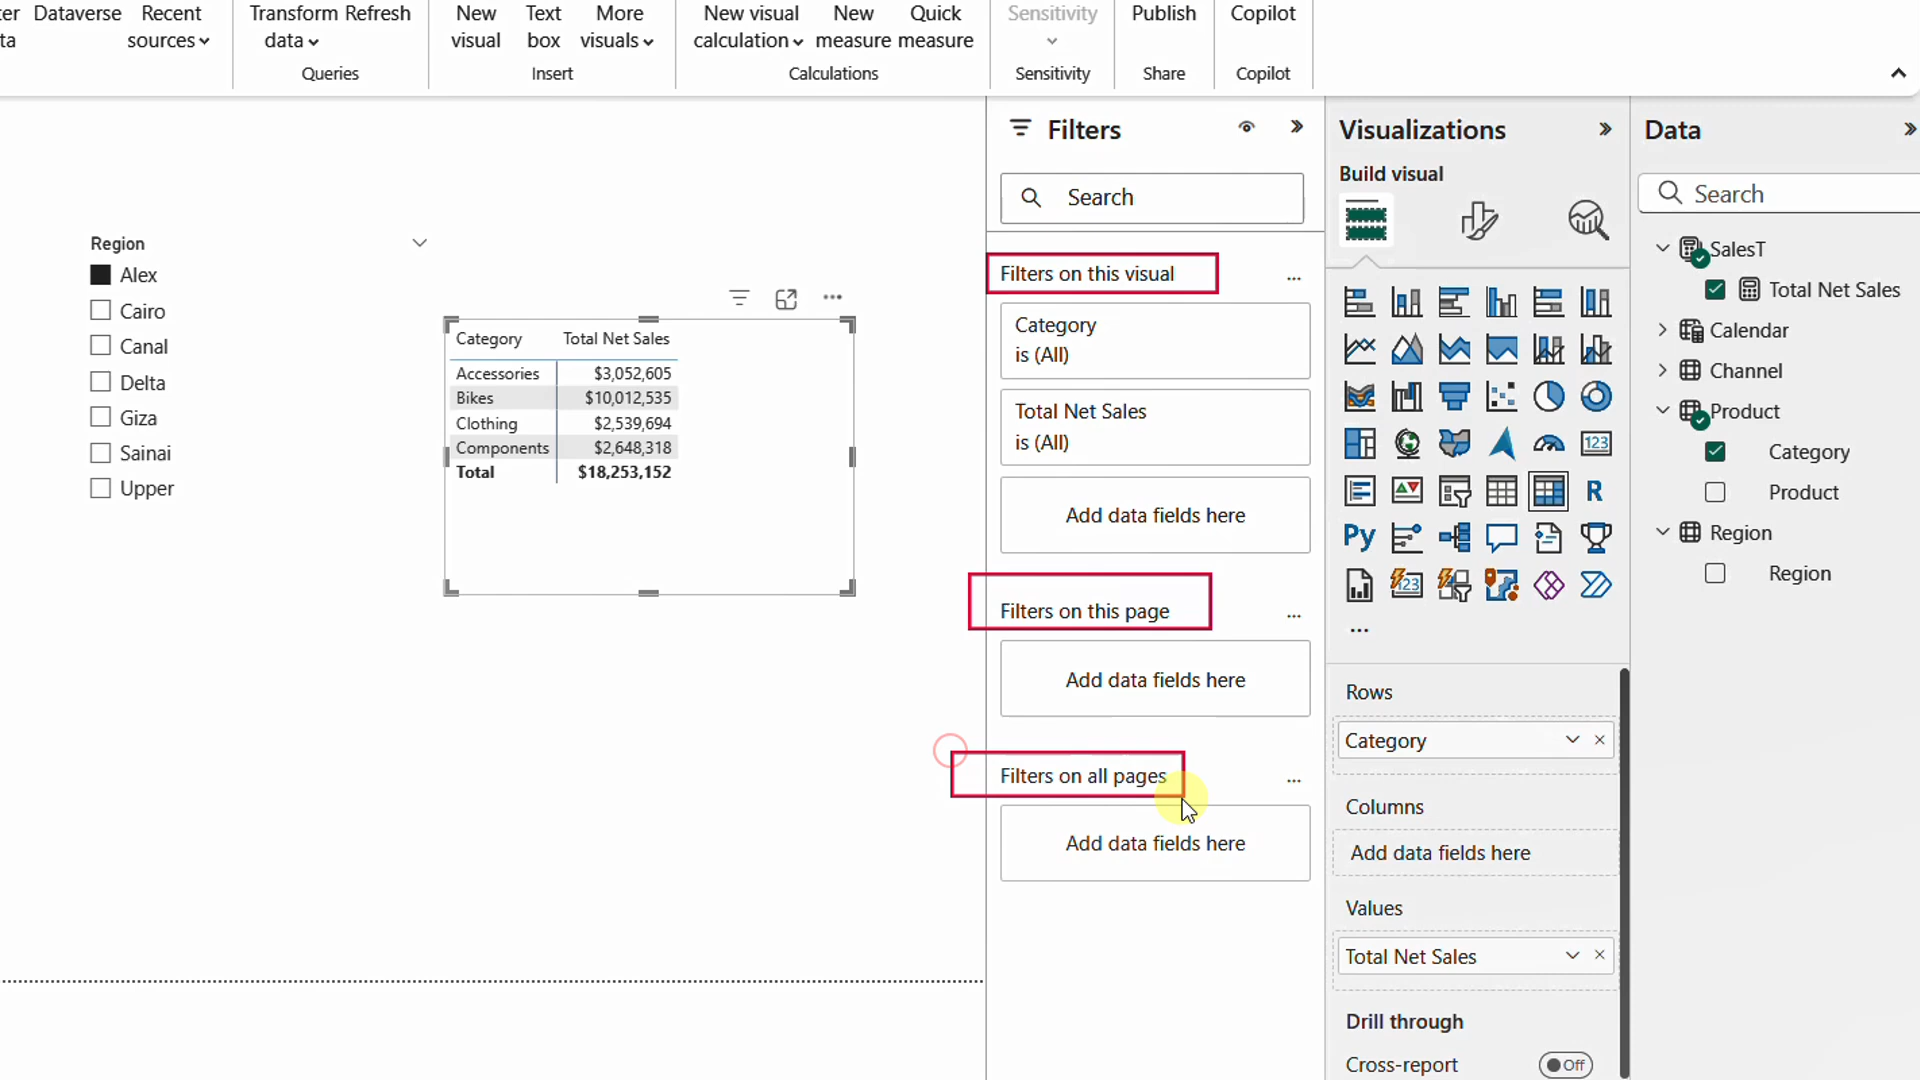 ter Dataverse Recent
ta sources
Transform Refresh
data
Queries
New Text More
visual box visuals
Insert
New visual New Quick
calculation measure measure
Calculations
Sensitivity
Sensitivity
Publish
Share
Copilot
Copilot
Region
Alex
Cairo
Canal
Delta
Giza
Sainai
Upper
Category Total Net Sales
Accessories $3,052,605
Bikes $10,012,535
Clothing $2,539,694
Components $2,648,318
Total $18,253,152
Filters
Search
Filters on this visual ...
Category
is (All)
Total Net Sales
is (All)
Add data fields here
Filters on this page ...
Add data fields here
Filters on all pages ...
Add data fields here
Visualizations
Build visual
123
R
Py
123
...
Rows
Category
Columns
Add data fields here
Values
Total Net Sales
Drill through
Cross-report Off
Data
Search
SalesT
Total Net Sales
Calendar
Channel
Product
Category
Product
Region
Region